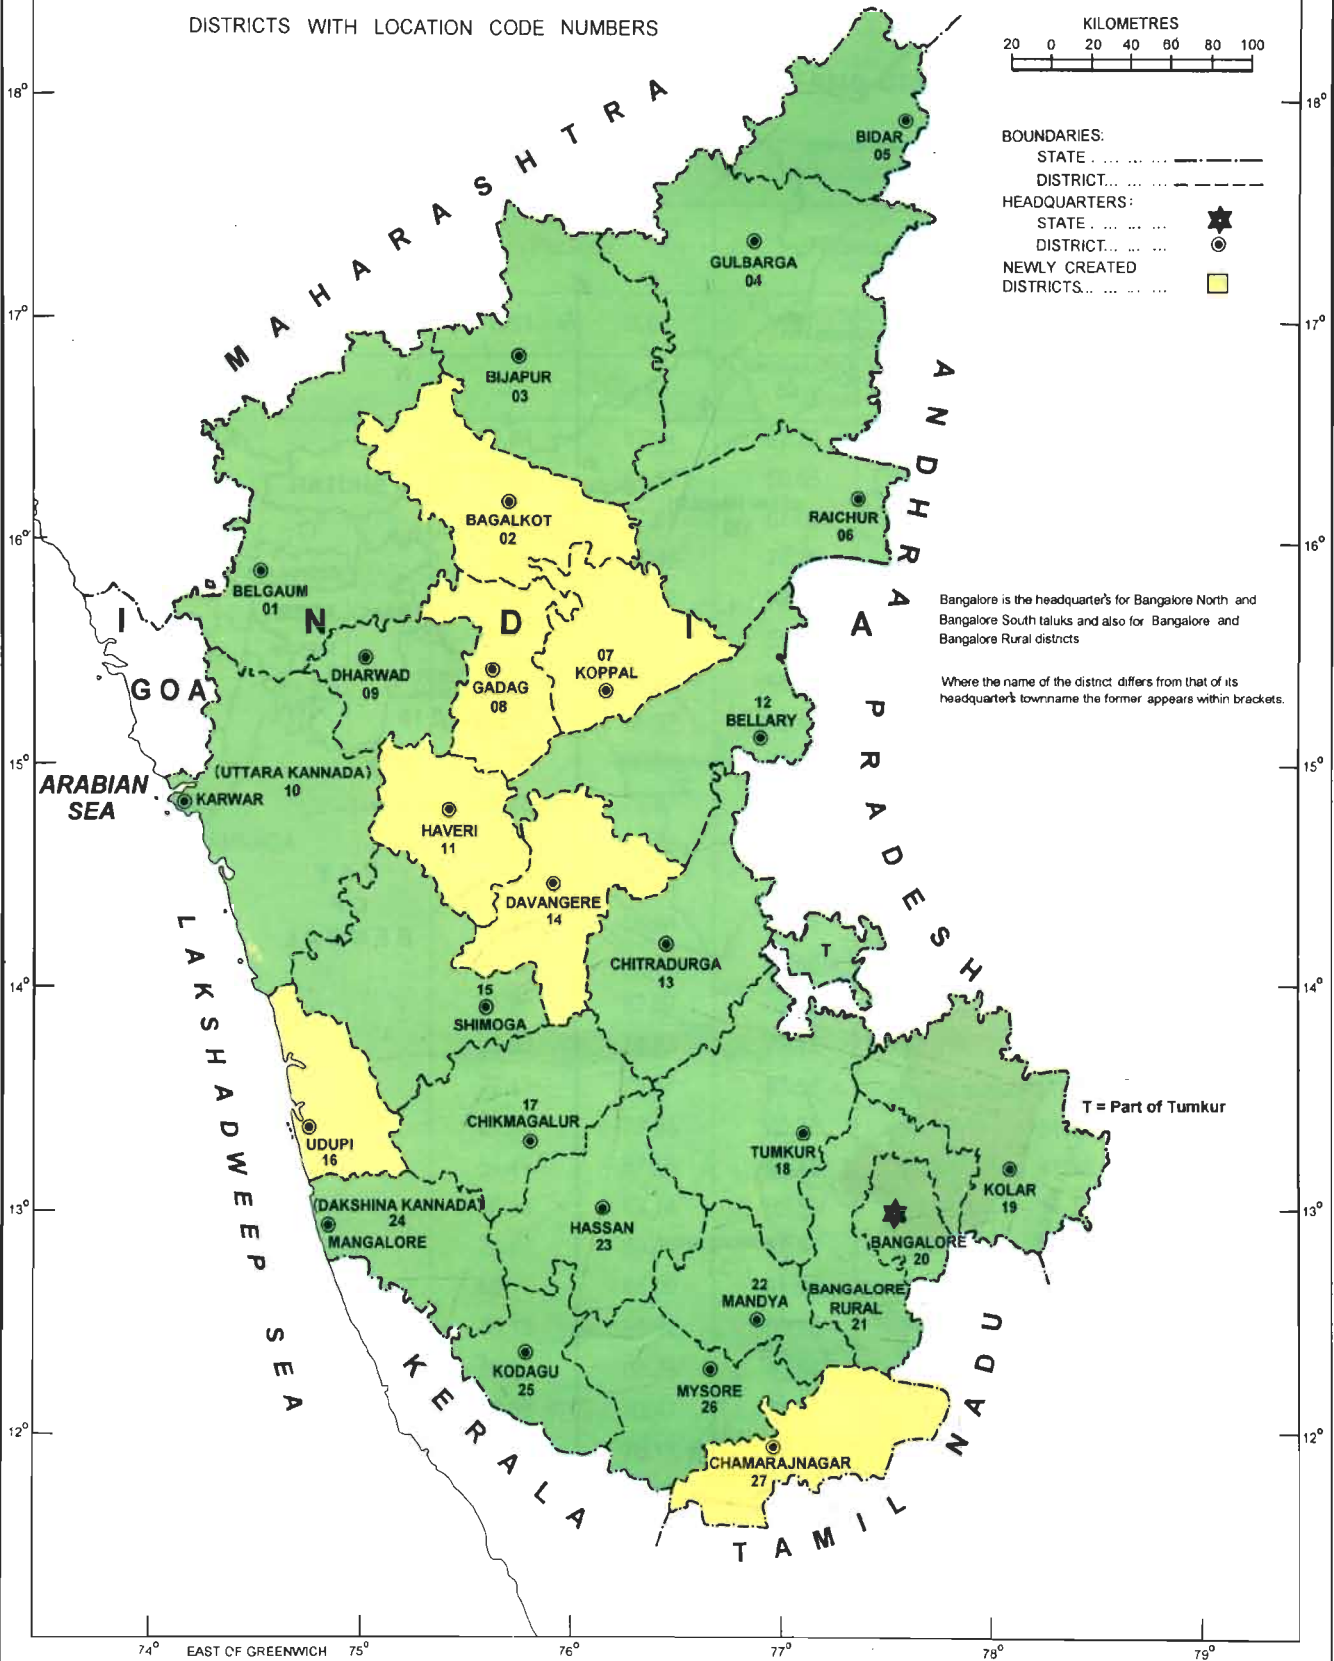 DISTRICTS WITH LOCATION CODE NUMBERS
KILOMETRES
20 0 20 40 60 80 100
BOUNDARIES:
STATE
DISTRICT
HEADQUARTERS:
STATE
DISTRICT
NEWLY CREATED
DISTRICTS
18°
18°
17°
17°
16°
16°
15°
15°
14°
14°
13°
13°
12°
12°
MAHARASHTRA
ANDHRA PRADESH
INDIA
GOA
ARABIAN
SEA
LAKSHADWEEP SEA
KERALA
TAMIL NADU
BIDAR
05
GULBARGA
04
BIJAPUR
03
BAGALKOT
02
RAICHUR
06
BELGAUM
01
DHARWAD
09
GADAG
08
07
KOPPAL
12
BELLARY
(UTTARA KANNADA)
10
KARWAR
HAVERI
11
DAVANGERE
14
CHITRADURGA
13
T
15
SHIMOGA
UDUPI
16
17
CHIKMAGALUR
TUMKUR
18
KOLAR
19
(DAKSHINA KANNADA)
24
MANGALORE
HASSAN
23
BANGALORE
20
22
MANDYA
BANGALORE
RURAL
21
KODAGU
25
MYSORE
26
CHAMARAJNAGAR
27
Bangalore is the headquarter's for Bangalore North and
Bangalore South taluks and also for Bangalore and
Bangalore Rural districts
Where the name of the district differs from that of its
headquarter's townname the former appears within brackets.
T = Part of Tumkur
74° EAST OF GREENWICH 75° 76° 77° 78° 79°